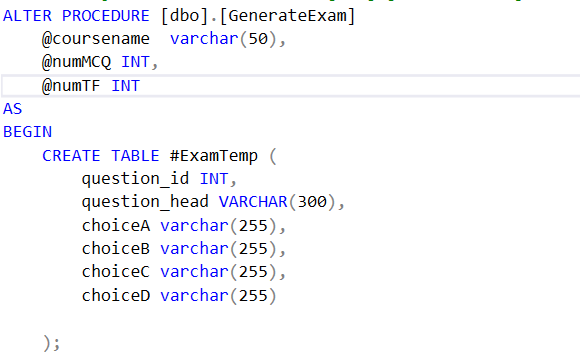 ALTER PROCEDURE [dbo].[GenerateExam]
    @coursename  varchar(50),
    @numMCQ INT,
    @numTF INT
AS
BEGIN
    CREATE TABLE #ExamTemp (
        question_id INT,
        question_head VARCHAR(300),
        choiceA varchar(255),
        choiceB varchar(255),
        choiceC varchar(255),
        choiceD varchar(255)
    );